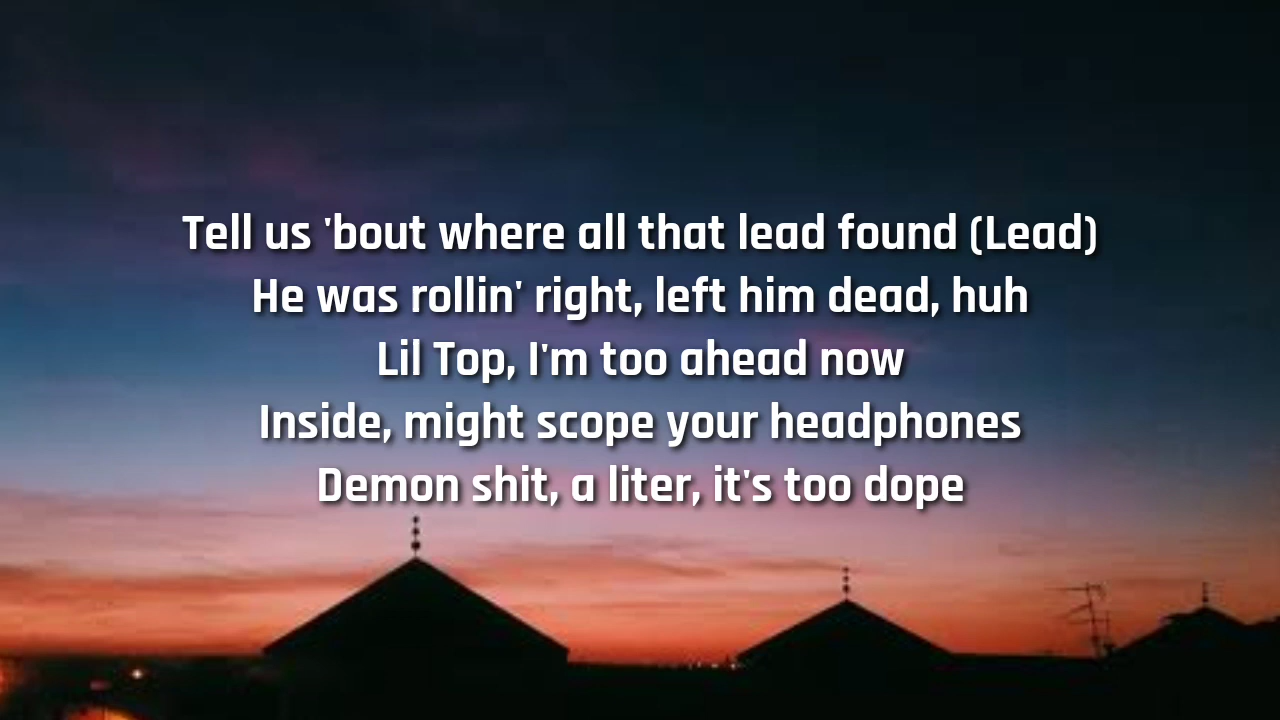 Tell us 'bout where all that lead found (Lead)
He was rollin' right, left him dead, huh
Lil Top, I'm too ahead now
Inside, might scope your headphones
Demon shit, a liter, it's too dope